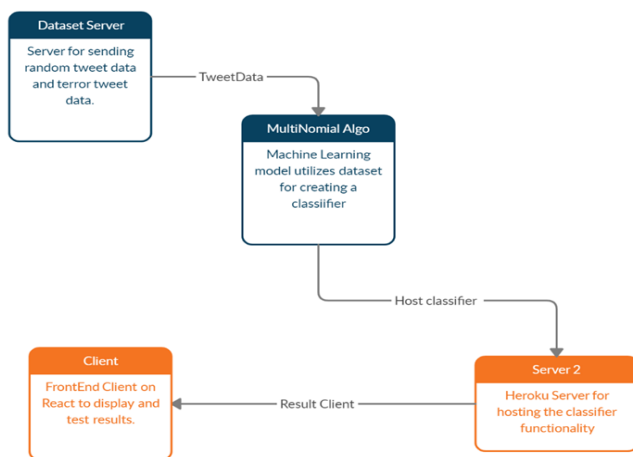 Dataset Server
Server for sending
random tweet data
and terror tweet
data.
TweetData
MultiNomial Algo
Machine Learning
model utilizes dataset
for creating a
classiifier
Host classifier
Server 2
Heroku Server for
hosting the classifier
functionality
Result Client
Client
FrontEnd Client on
React to display and
test results.